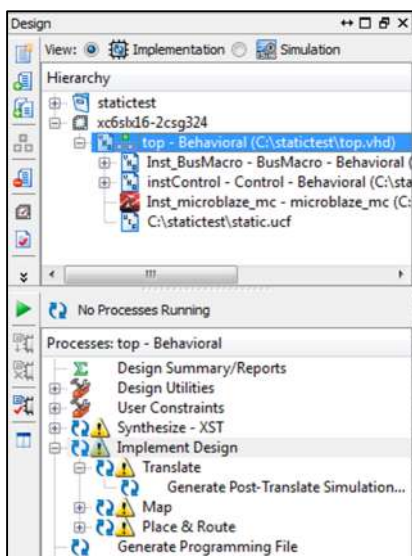 Design
View: Implementation Simulation
Hierarchy
statictest
xc6slx16-2csg324
top - Behavioral (C:\statictest\top.vhd)
Inst_BusMacro - BusMacro - Behavioral (
instControl - Control - Behavioral (C:\sta
Inst_microblaze_mc - microblaze_mc (C:
C:\statictest\static.ucf
No Processes Running
Processes: top - Behavioral
Design Summary/Reports
Design Utilities
User Constraints
Synthesize - XST
Implement Design
Translate
Generate Post-Translate Simulation...
Map
Place & Route
Generate Programming File